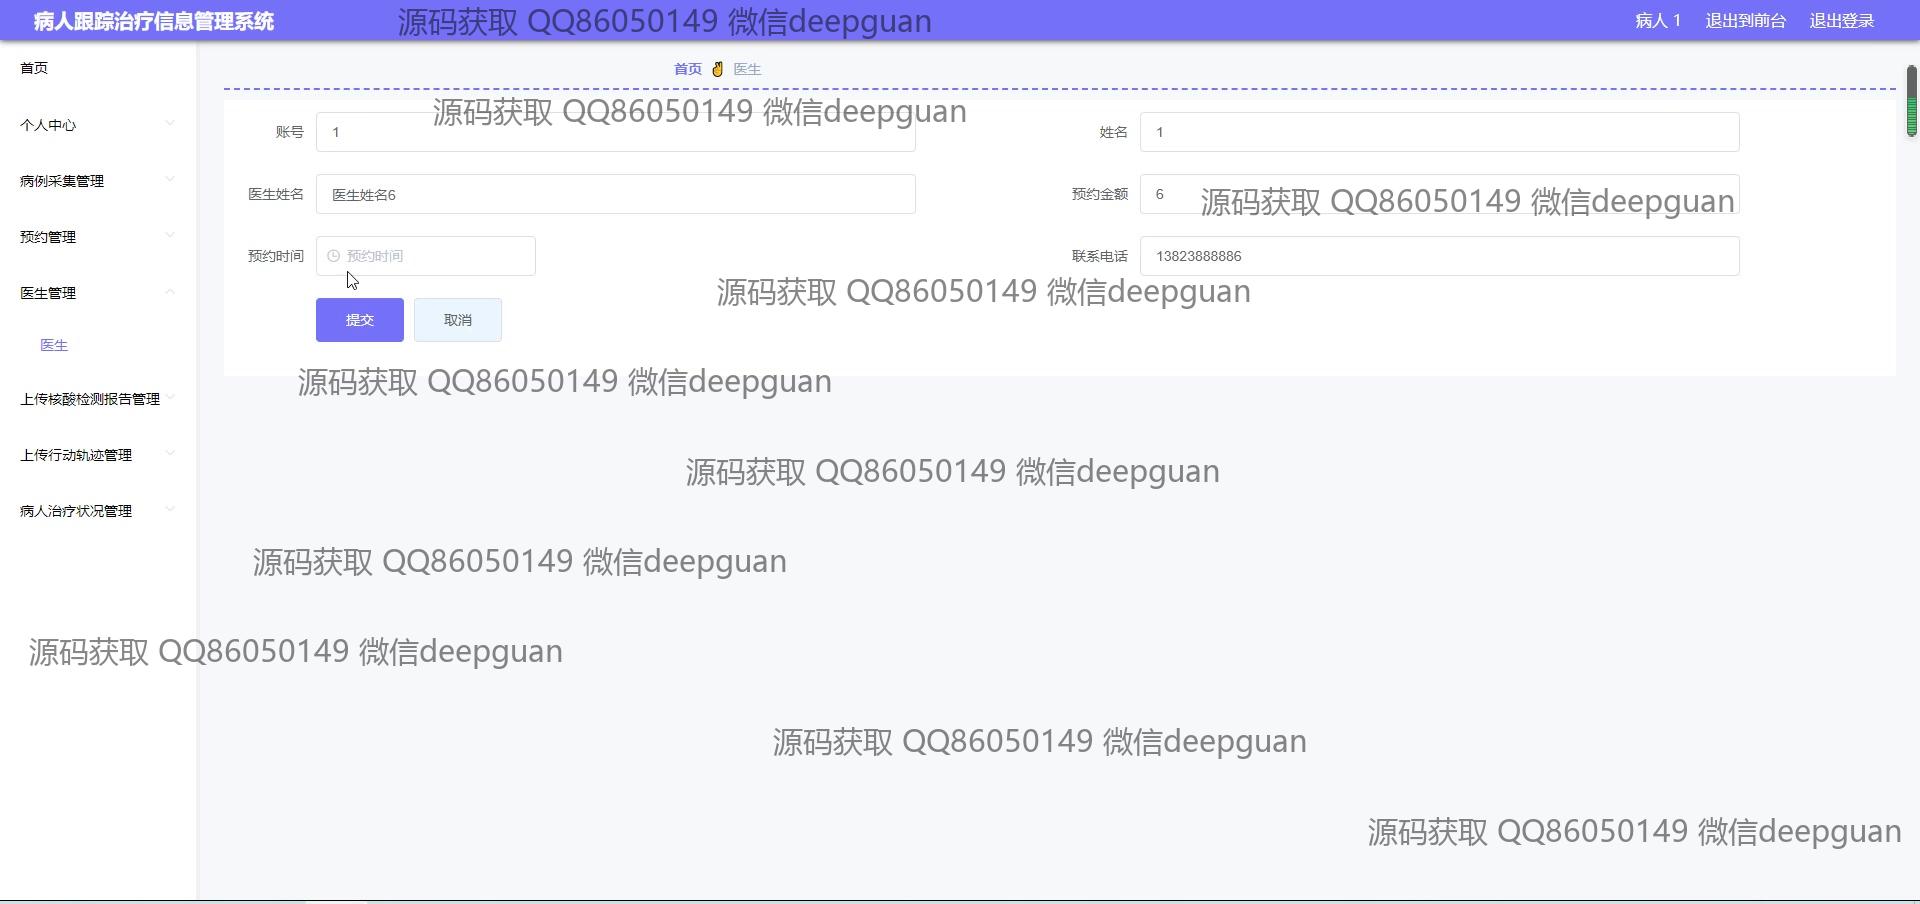 病人跟踪治疗信息管理系统
源码获取 QQ86050149 微信deepguan
病人 1 退出到前台 退出登录
首页
首页 医生
源码获取 QQ86050149 微信deepguan
个人中心
账号 1
姓名 1
病例采集管理
医生姓名 医生姓名6
预约金额 6
源码获取 QQ86050149 微信deepguan
预约管理
预约时间 预约时间
联系电话 13823888886
医生管理
源码获取 QQ86050149 微信deepguan
提交 取消
医生
源码获取 QQ86050149 微信deepguan
上传核酸检测报告管理
上传行动轨迹管理
源码获取 QQ86050149 微信deepguan
病人治疗状况管理
源码获取 QQ86050149 微信deepguan
源码获取 QQ86050149 微信deepguan
源码获取 QQ86050149 微信deepguan
源码获取 QQ86050149 微信deepguan